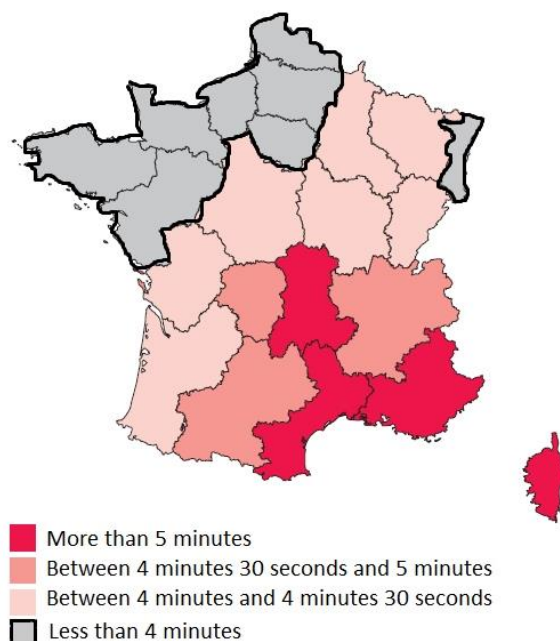 More than 5 minutes
Between 4 minutes 30 seconds and 5 minutes
Between 4 minutes and 4 minutes 30 seconds
Less than 4 minutes